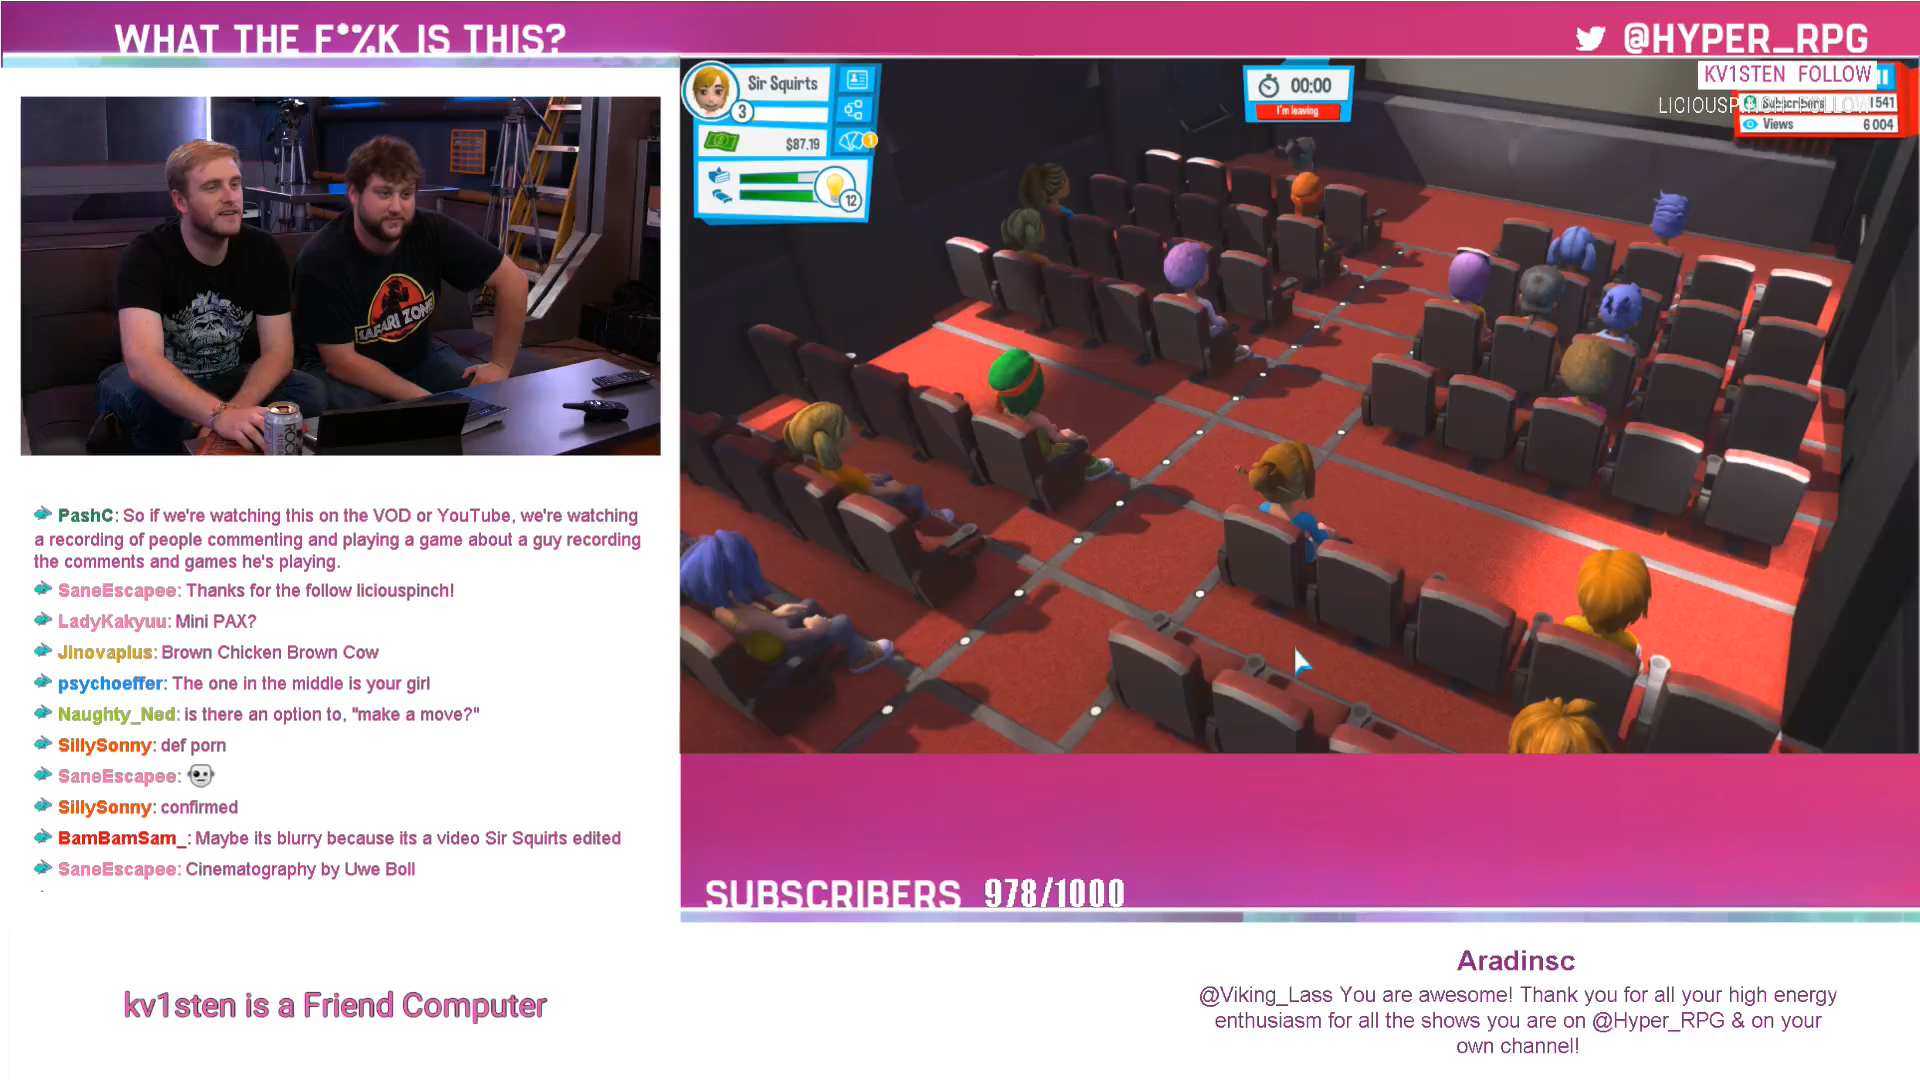 WHAT THE F*%K IS THIS?
@HYPER_RPG
KV1STEN FOLLOW
Sir Squirts
3
$87.19
1
12
00:00
I'm leaving
Subscribers 1541
Views 6 004
SAFARI ZONE
PashC: So if we're watching this on the VOD or YouTube, we're watching
a recording of people commenting and playing a game about a guy recording
the comments and games he's playing.
SaneEscapee: Thanks for the follow liciouspinch!
LadyKakyuu: Mini PAX?
Jinovaplus: Brown Chicken Brown Cow
psychoeffer: The one in the middle is your girl
Naughty_Ned: is there an option to, "make a move?"
SillySonny: def porn
SaneEscapee:
SillySonny: confirmed
BamBamSam_: Maybe its blurry because its a video Sir Squirts edited
SaneEscapee: Cinematography by Uwe Boll
SUBSCRIBERS 978/1000
kv1sten is a Friend Computer
Aradinsc
@Viking_Lass You are awesome! Thank you for all your high energy
enthusiasm for all the shows you are on @Hyper_RPG & on your
own channel!